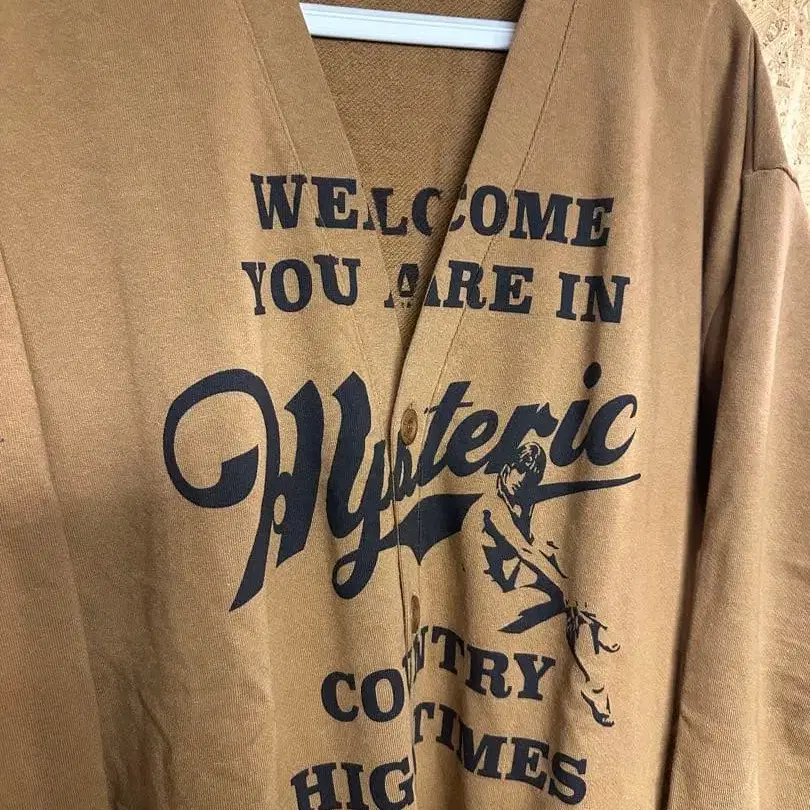 WELCOME
YOU ARE IN
Hysteric
COUNTRY
HIGH TIMES